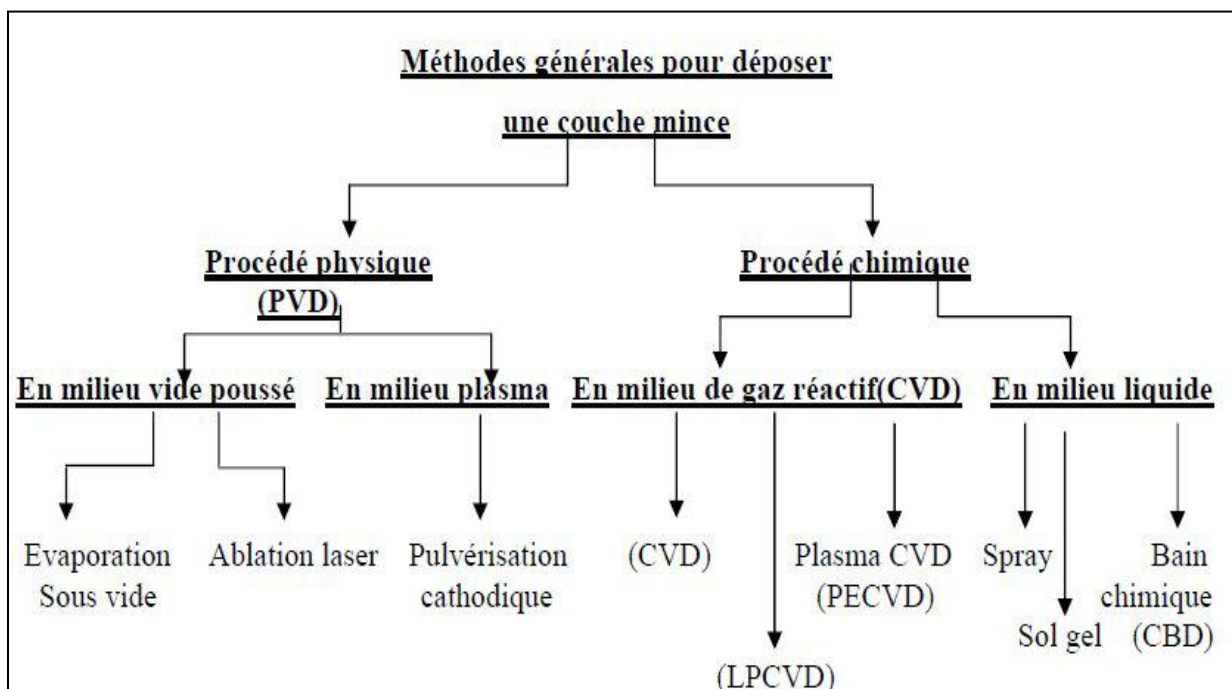 Méthodes générales pour déposer
une couche mince
Procédé physique
(PVD)
Procédé chimique
En milieu vide poussé
En milieu plasma
En milieu de gaz réactif(CVD)
En milieu liquide
Evaporation
Sous vide
Ablation laser
Pulvérisation
cathodique
(CVD)
(LPCVD)
Plasma CVD
(PECVD)
Spray
Sol gel
Bain
chimique
(CBD)